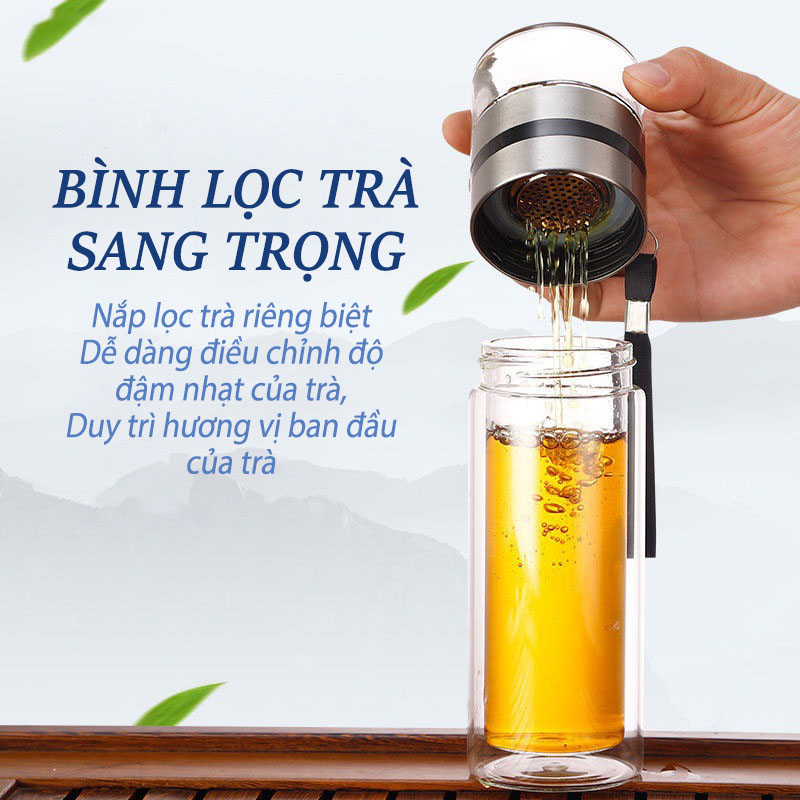 BÌNH LỌC TRÀ
SANG TRỌNG
Nắp lọc trà riêng biệt
Dễ dàng điều chỉnh độ
đậm nhạt của trà,
Duy trì hương vị ban đầu
của trà